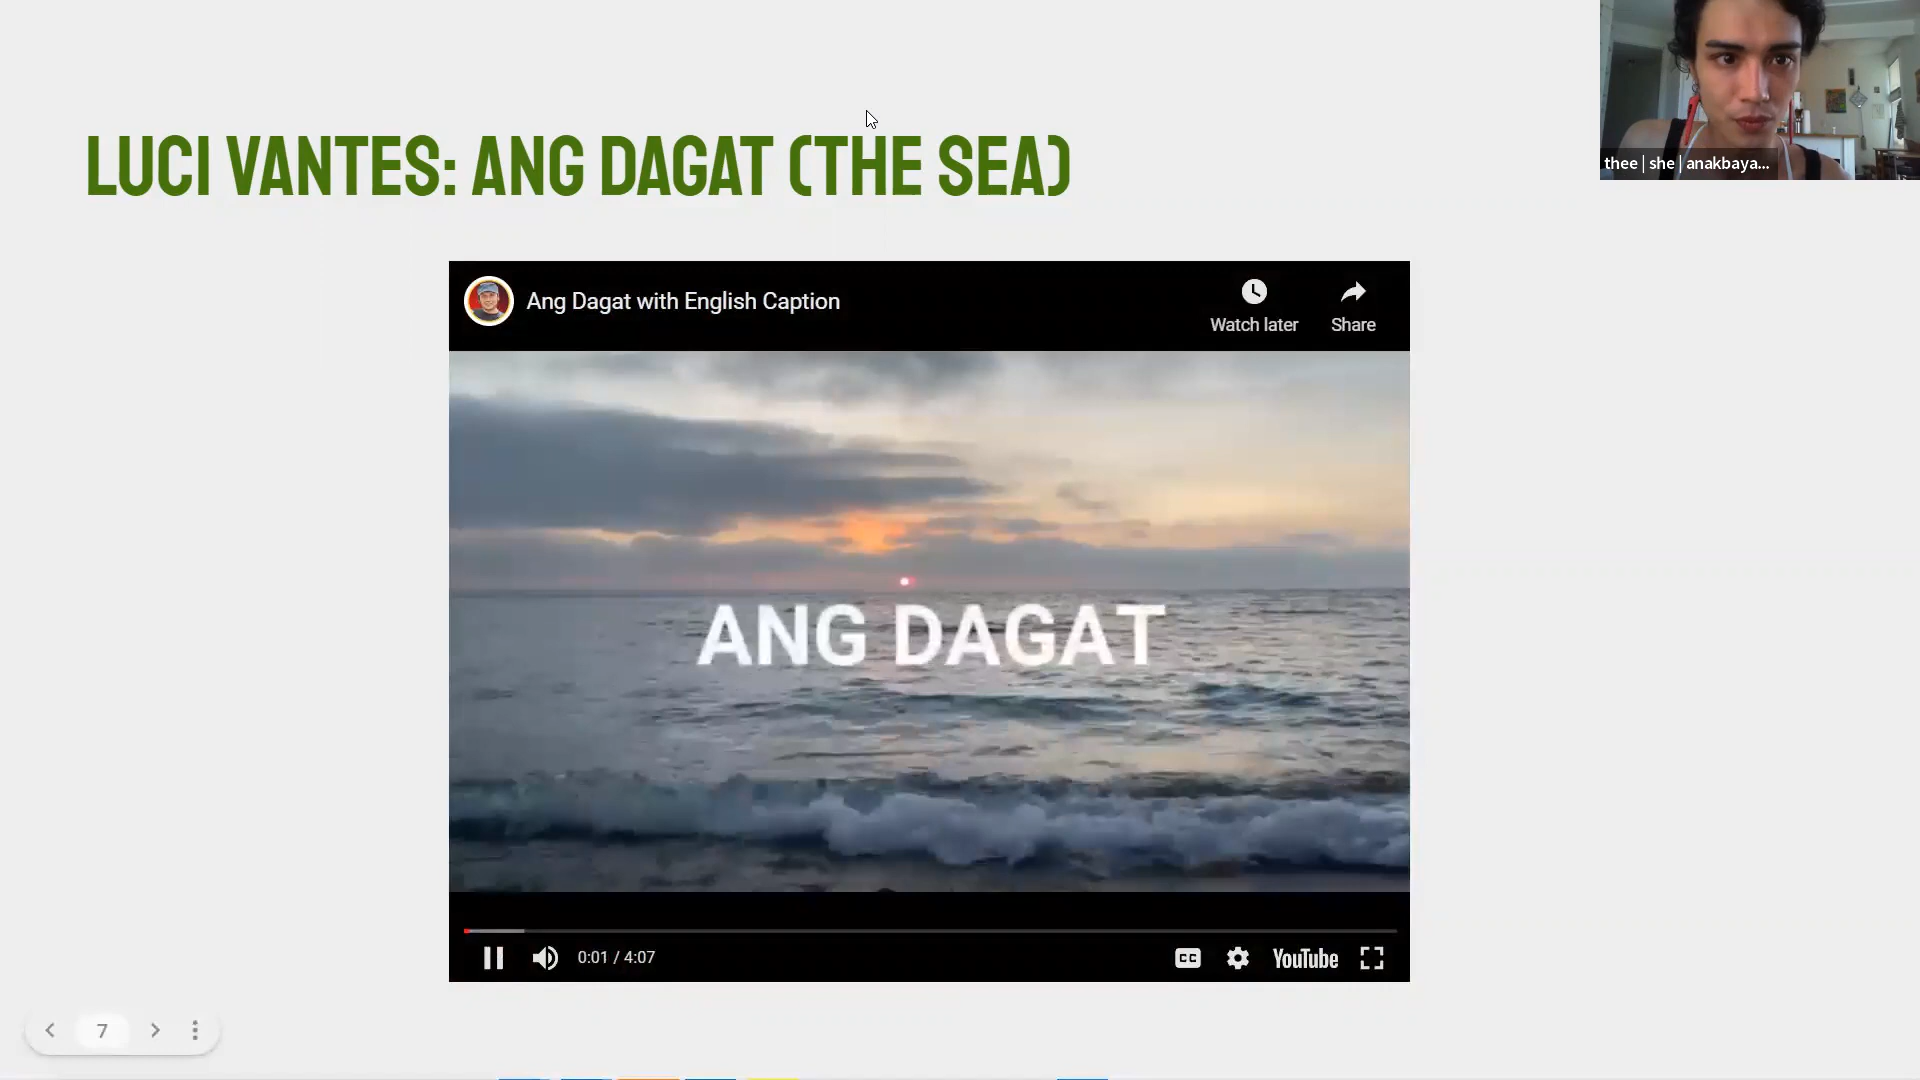 LUCI VANTES: ANG DAGAT (THE SEA)
thee | she | anakbaya...
Ang Dagat with English Caption
Watch later
Share
ANG DAGAT
0:01 / 4:07
CC
YouTube
7